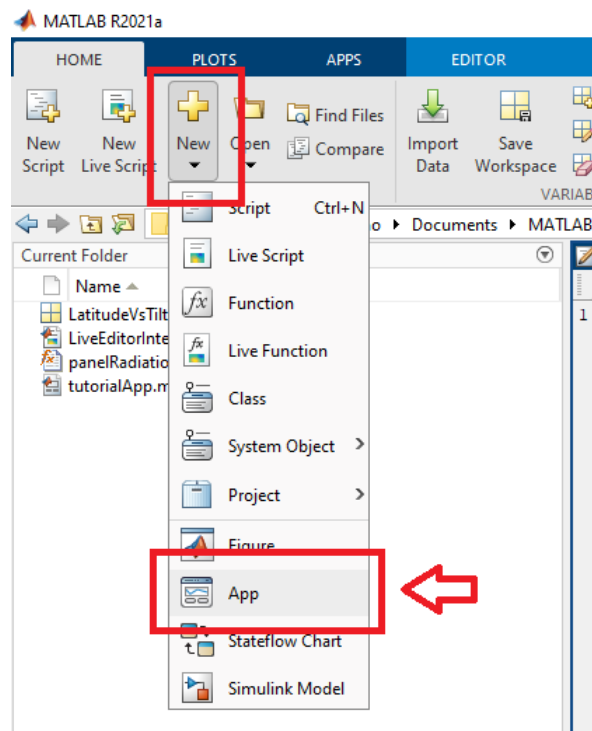 MATLAB R2021a
HOME PLOTS APPS EDITOR
New Script
New Live Script
New
Open
Find Files
Compare
Import Data
Save Workspace
VARIAB
Documents MATLAB
Current Folder
Name
LatitudeVsTilt
LiveEditorInte
panelRadiatio
tutorialApp.m
Script Ctrl+N
Live Script
fx Function
fx Live Function
Class
System Object
Project
Figure
App
Stateflow Chart
Simulink Model
1